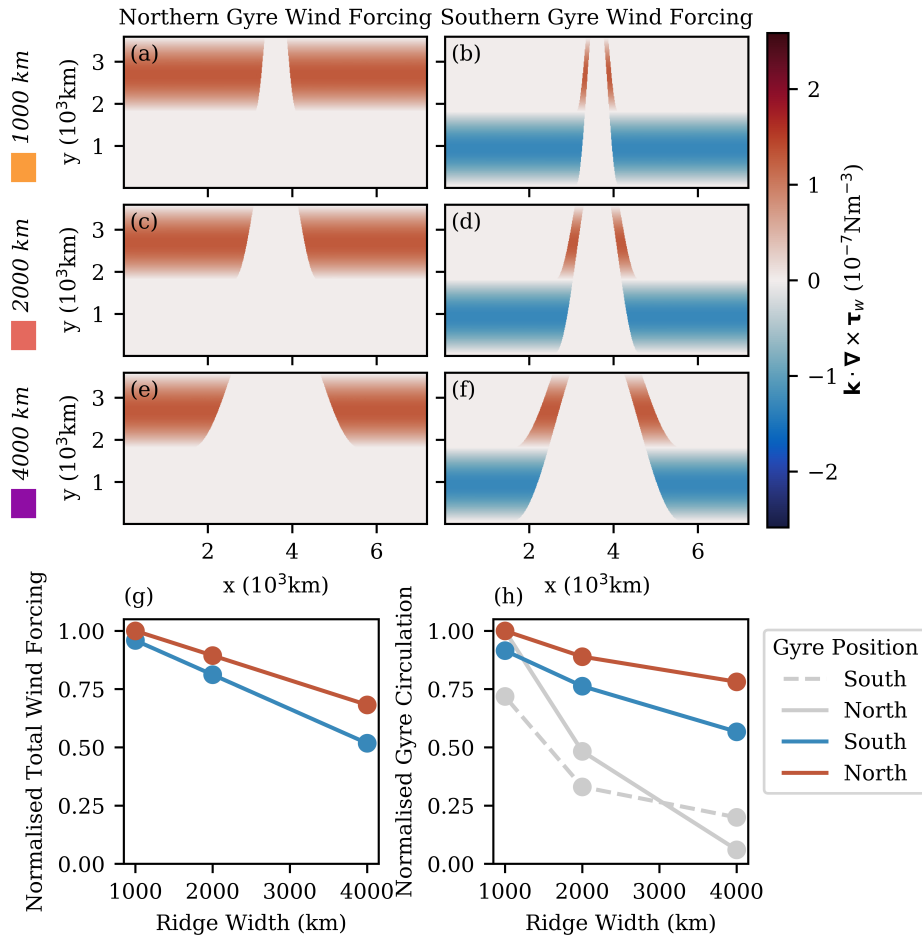 Northern Gyre Wind Forcing
Southern Gyre Wind Forcing
1000 km
y (10³km)
3
2
1
(a)
(b)
2000 km
y (10³km)
3
2
1
(c)
(d)
4000 km
y (10³km)
3
2
1
(e)
(f)
2 4 6
2 4 6
x (10³km)
x (10³km)
2
1
0
−1
−2
k · ∇ × τw (10⁻⁷Nm⁻³)
(g)
Normalised Total Wind Forcing
1.00
0.75
0.50
0.25
0.00
1000 2000 3000 4000
Ridge Width (km)
(h)
Normalised Gyre Circulation
1.00
0.75
0.50
0.25
0.00
1000 2000 3000 4000
Ridge Width (km)
Gyre Position
South
North
South
North